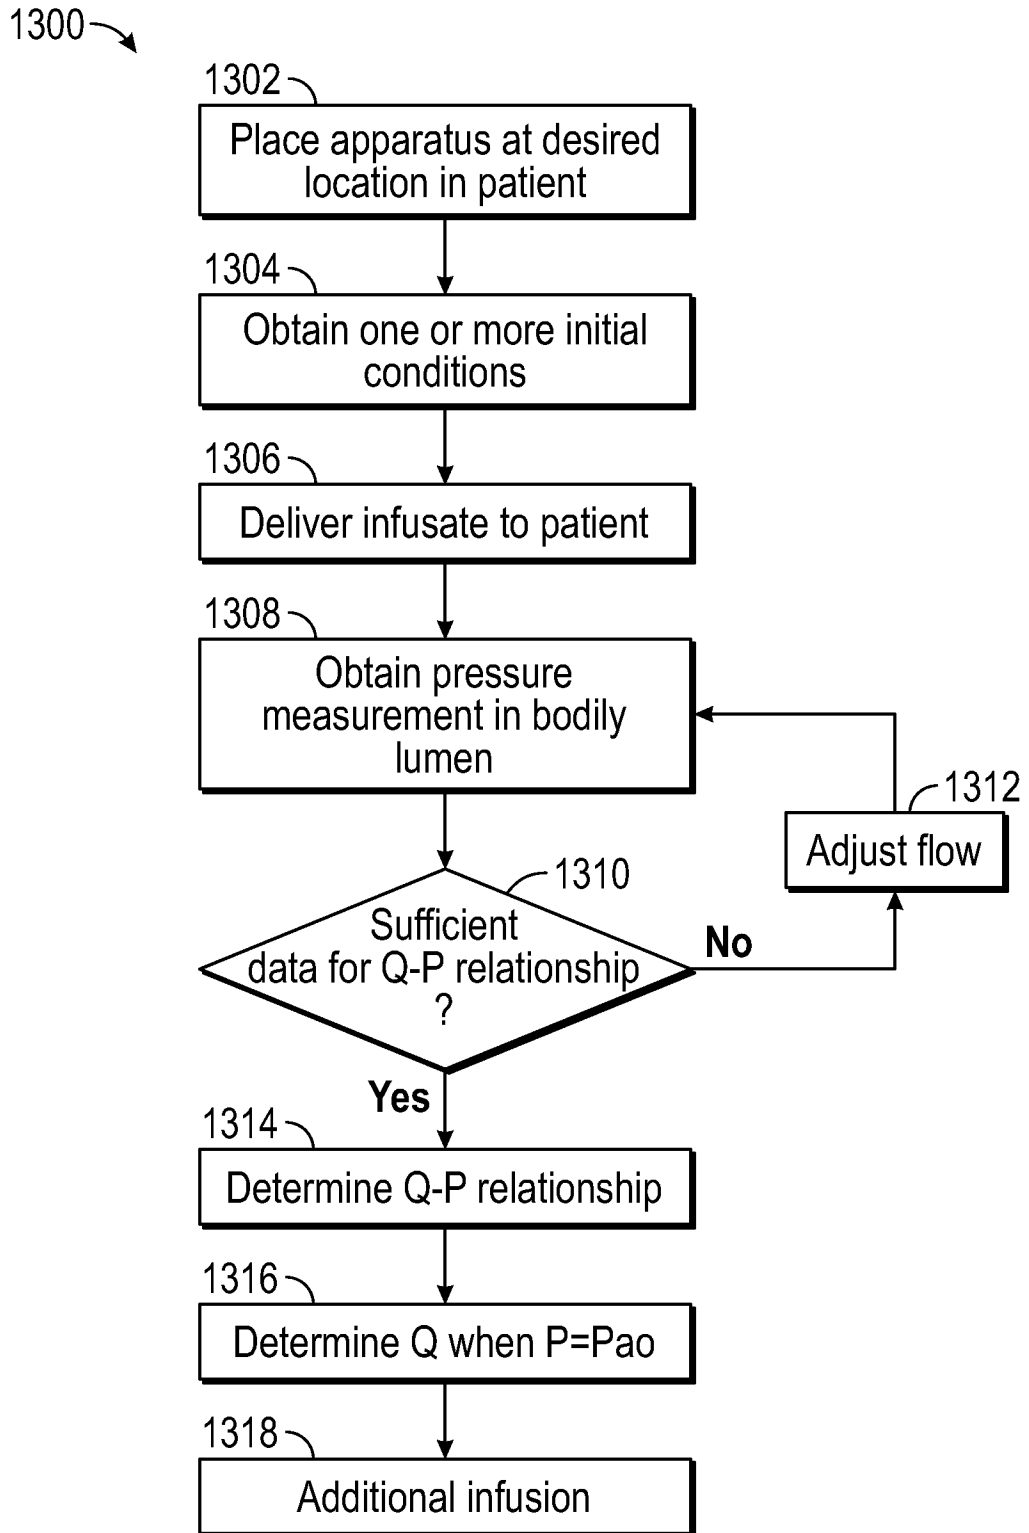 1300
1302
Place apparatus at desired
location in patient
1304
Obtain one or more initial
conditions
1306
Deliver infusate to patient
1308
Obtain pressure
measurement in bodily
lumen
1312
Adjust flow
1310
Sufficient
data for Q-P relationship
?
No
Yes
1314
Determine Q-P relationship
1316
Determine Q when P=Pao
1318
Additional infusion